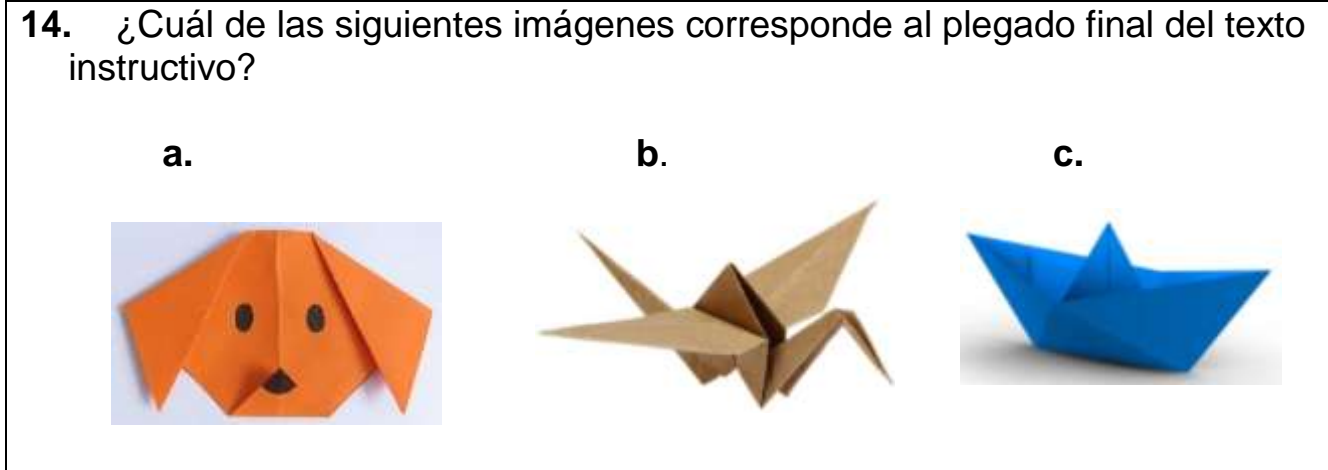 14. ¿Cuál de las siguientes imágenes corresponde al plegado final del texto
instructivo?
a. b. c.